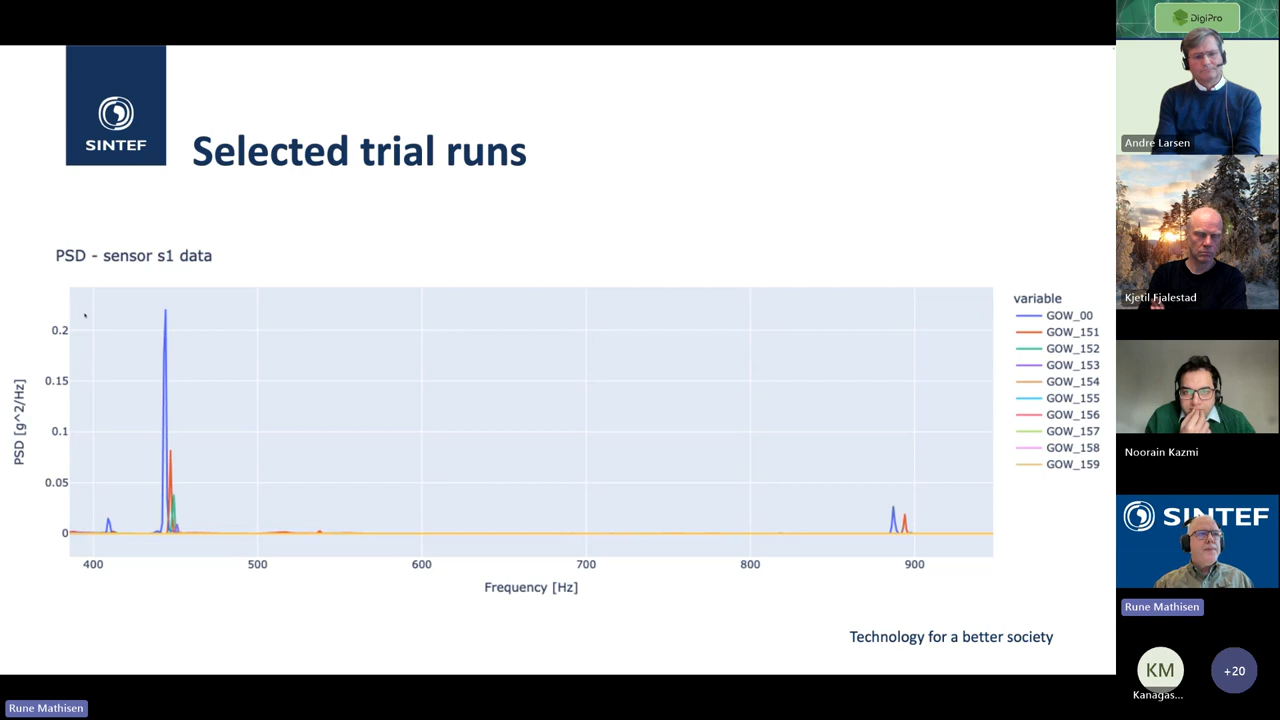 SINTEF
Selected trial runs
PSD - sensor s1 data
PSD [g^2/Hz]
0.2
0.15
0.1
0.05
0
400
500
600
700
800
900
Frequency [Hz]
variable
GOW_00
GOW_151
GOW_152
GOW_153
GOW_154
GOW_155
GOW_156
GOW_157
GOW_158
GOW_159
Technology for a better society
Rune Mathisen
DigiPro
Andre Larsen
Kjetil Fjalestad
Noorain Kazmi
SINTEF
Rune Mathisen
KM
Kanagas...
+20